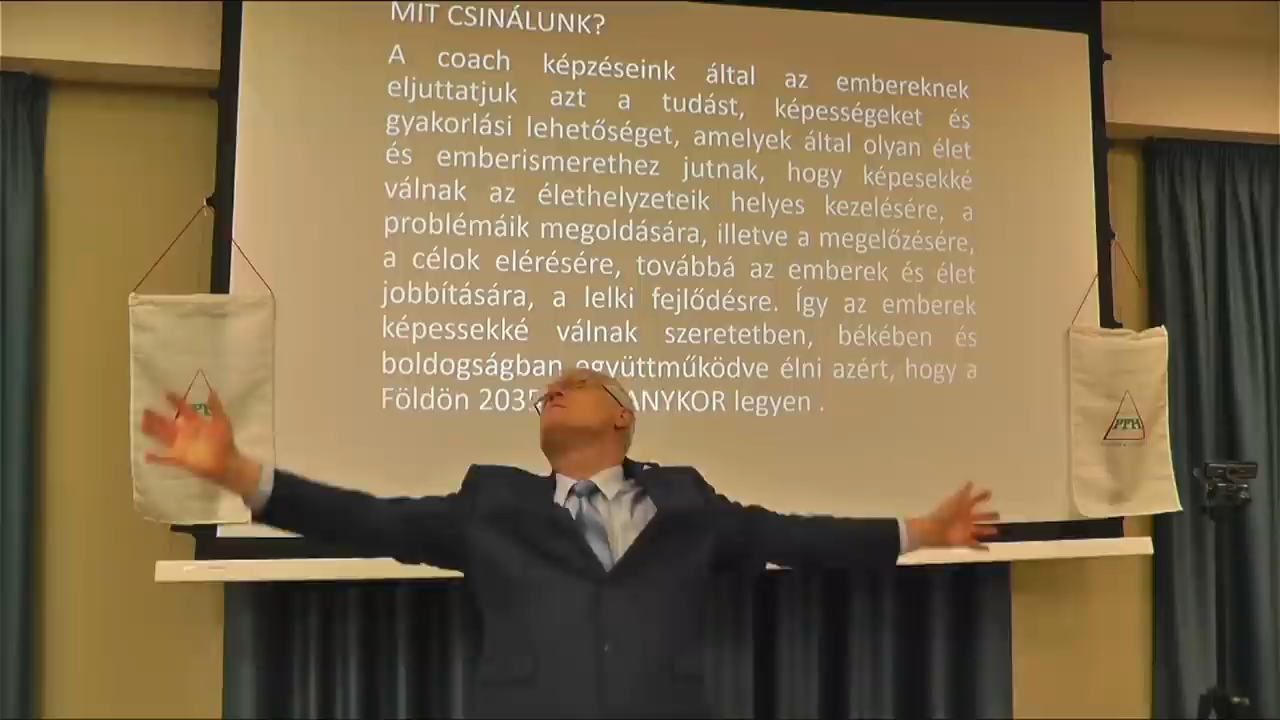 MIT CSINÁLUNK?
A coach képzéseink által az embereknek
eljuttatjuk azt a tudást, képességeket és
gyakorlási lehetőséget, amelyek által olyan élet
és emberismerethez jutnak, hogy képesekké
válnak az élethelyzeteik helyes kezelésére, a
problémáik megoldására, illetve a megelőzésére,
a célok elérésére, továbbá az emberek és élet
jobbítására, a lelki fejlődésre. Így az emberek
képessekké válnak szeretetben, békében és
boldogságban együttműködve élni azért, hogy a
Földön 2035 ANYKOR legyen .
PTH